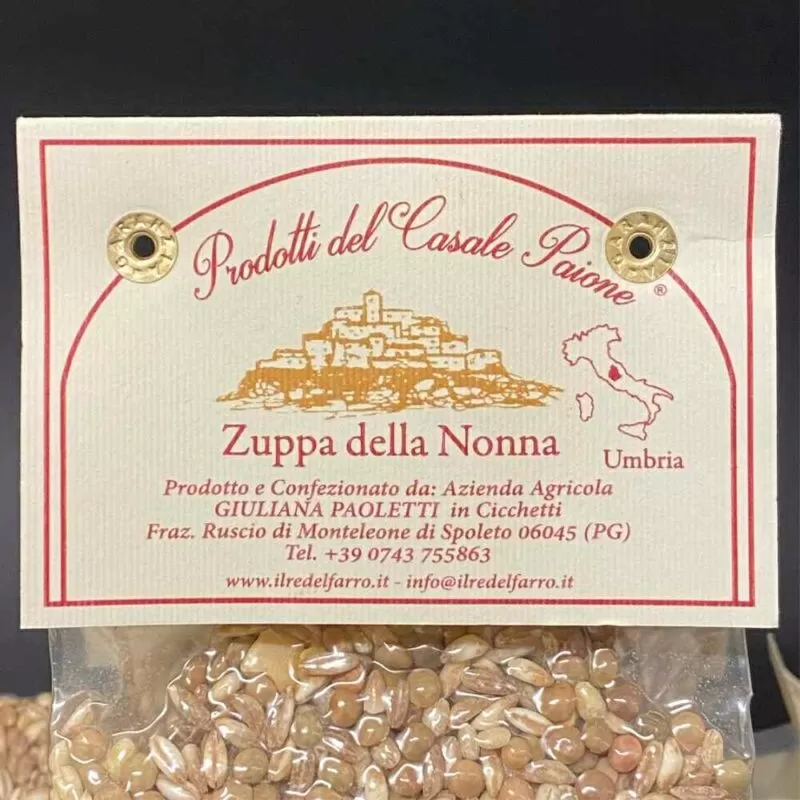 Prodotti del Casale Paione ®
Zuppa della Nonna
Umbria
Prodotto e Confezionato da: Azienda Agricola
GIULIANA PAOLETTI in Cicchetti
Fraz. Ruscio di Monteleone di Spoleto 06045 (PG)
Tel. +39 0743 755863
www.ilredelfarro.it - info@ilredelfarro.it